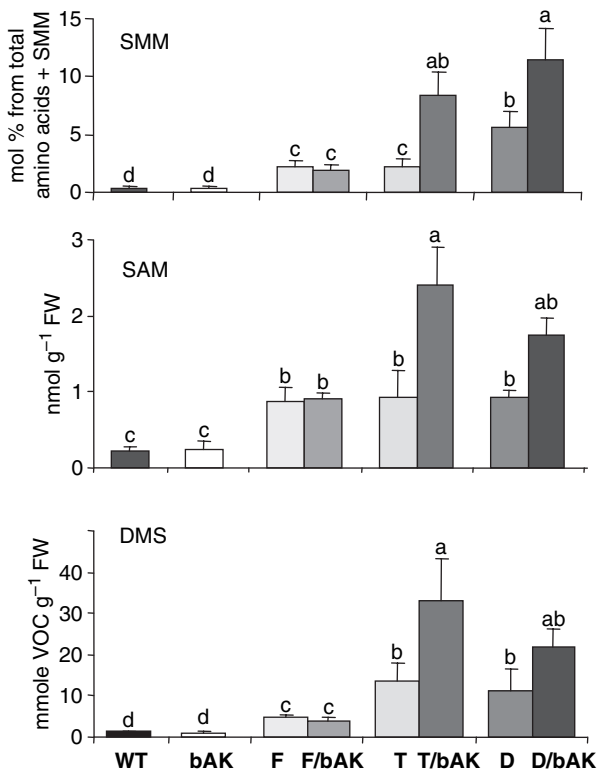 mol % from total
amino acids + SMM
15
10
5
0
SMM
d
d
c
c
c
ab
b
a
nmol g⁻¹ FW
3
2
1
0
SAM
c
c
b
b
b
a
b
ab
mmole VOC g⁻¹ FW
40
30
20
10
0
DMS
d
d
c
c
b
a
b
ab
WT bAK F F/bAK T T/bAK D D/bAK